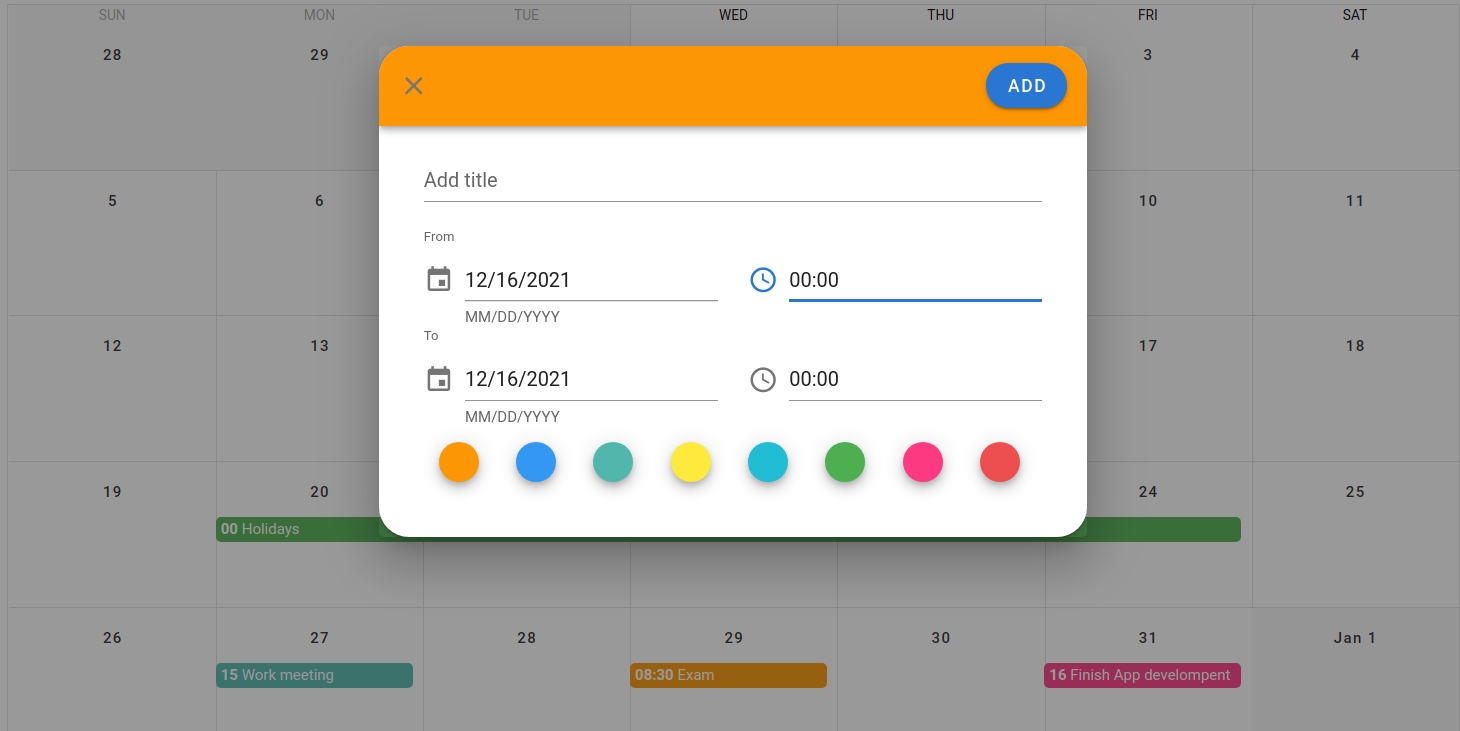 SUN MON TUE WED THU FRI SAT
28 29 3 4
ADD
Add title
5 6 10 11
From
12/16/2021 00:00
MM/DD/YYYY
To
12 13 17 18
12/16/2021 00:00
MM/DD/YYYY
19 20 24 25
00 Holidays
26 27 28 29 30 31 Jan 1
15 Work meeting 08:30 Exam 16 Finish App develompent